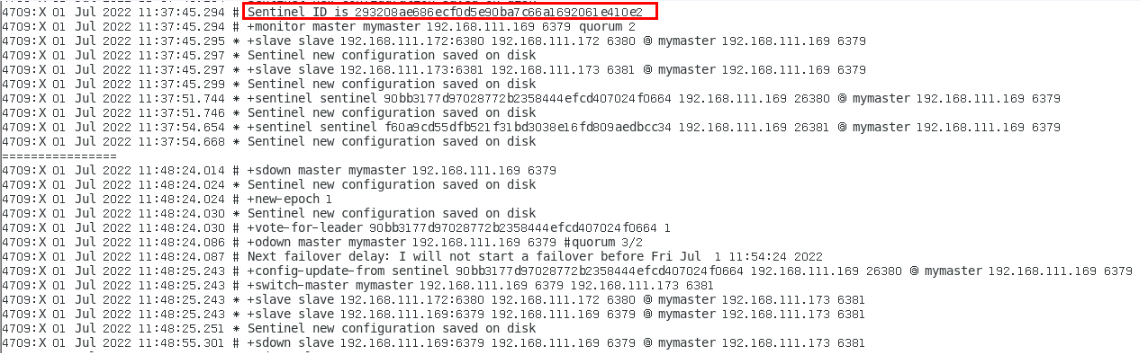 4709:X 01 Jul 2022 11:37:45.294 # Sentinel ID is 293208ae686ecf0d5e90ba7c66a1692061e410e2
4709:X 01 Jul 2022 11:37:45.294 # +monitor master mymaster 192.168.111.169 6379 quorum 2
4709:X 01 Jul 2022 11:37:45.295 * +slave slave 192.168.111.172:6380 192.168.111.172 6380 @ mymaster 192.168.111.169 6379
4709:X 01 Jul 2022 11:37:45.297 * Sentinel new configuration saved on disk
4709:X 01 Jul 2022 11:37:45.297 * +slave slave 192.168.111.173:6381 192.168.111.173 6381 @ mymaster 192.168.111.169 6379
4709:X 01 Jul 2022 11:37:45.299 * Sentinel new configuration saved on disk
4709:X 01 Jul 2022 11:37:51.744 * +sentinel sentinel 90bb3177d97028772b2358444efcd407024f0664 192.168.111.169 26380 @ mymaster 192.168.111.169 6379
4709:X 01 Jul 2022 11:37:51.746 * Sentinel new configuration saved on disk
4709:X 01 Jul 2022 11:37:54.654 * +sentinel sentinel f60a9cd55dfb521f31bd3038e16fd809aedbcc34 192.168.111.169 26381 @ mymaster 192.168.111.169 6379
4709:X 01 Jul 2022 11:37:54.668 * Sentinel new configuration saved on disk
================
4709:X 01 Jul 2022 11:48:24.014 # +sdown master mymaster 192.168.111.169 6379
4709:X 01 Jul 2022 11:48:24.024 * Sentinel new configuration saved on disk
4709:X 01 Jul 2022 11:48:24.024 # +new-epoch 1
4709:X 01 Jul 2022 11:48:24.030 * Sentinel new configuration saved on disk
4709:X 01 Jul 2022 11:48:24.030 # +vote-for-leader 90bb3177d97028772b2358444efcd407024f0664 1
4709:X 01 Jul 2022 11:48:24.086 # +odown master mymaster 192.168.111.169 6379 #quorum 3/2
4709:X 01 Jul 2022 11:48:24.087 # Next failover delay: I will not start a failover before Fri Jul  1 11:54:24 2022
4709:X 01 Jul 2022 11:48:25.243 # +config-update-from sentinel 90bb3177d97028772b2358444efcd407024f0664 192.168.111.169 26380 @ mymaster 192.168.111.169 6379
4709:X 01 Jul 2022 11:48:25.243 # +switch-master mymaster 192.168.111.169 6379 192.168.111.173 6381
4709:X 01 Jul 2022 11:48:25.243 * +slave slave 192.168.111.172:6380 192.168.111.172 6380 @ mymaster 192.168.111.173 6381
4709:X 01 Jul 2022 11:48:25.243 * +slave slave 192.168.111.169:6379 192.168.111.169 6379 @ mymaster 192.168.111.173 6381
4709:X 01 Jul 2022 11:48:25.251 * Sentinel new configuration saved on disk
4709:X 01 Jul 2022 11:48:55.301 # +sdown slave 192.168.111.169:6379 192.168.111.169 6379 @ mymaster 192.168.111.173 6381